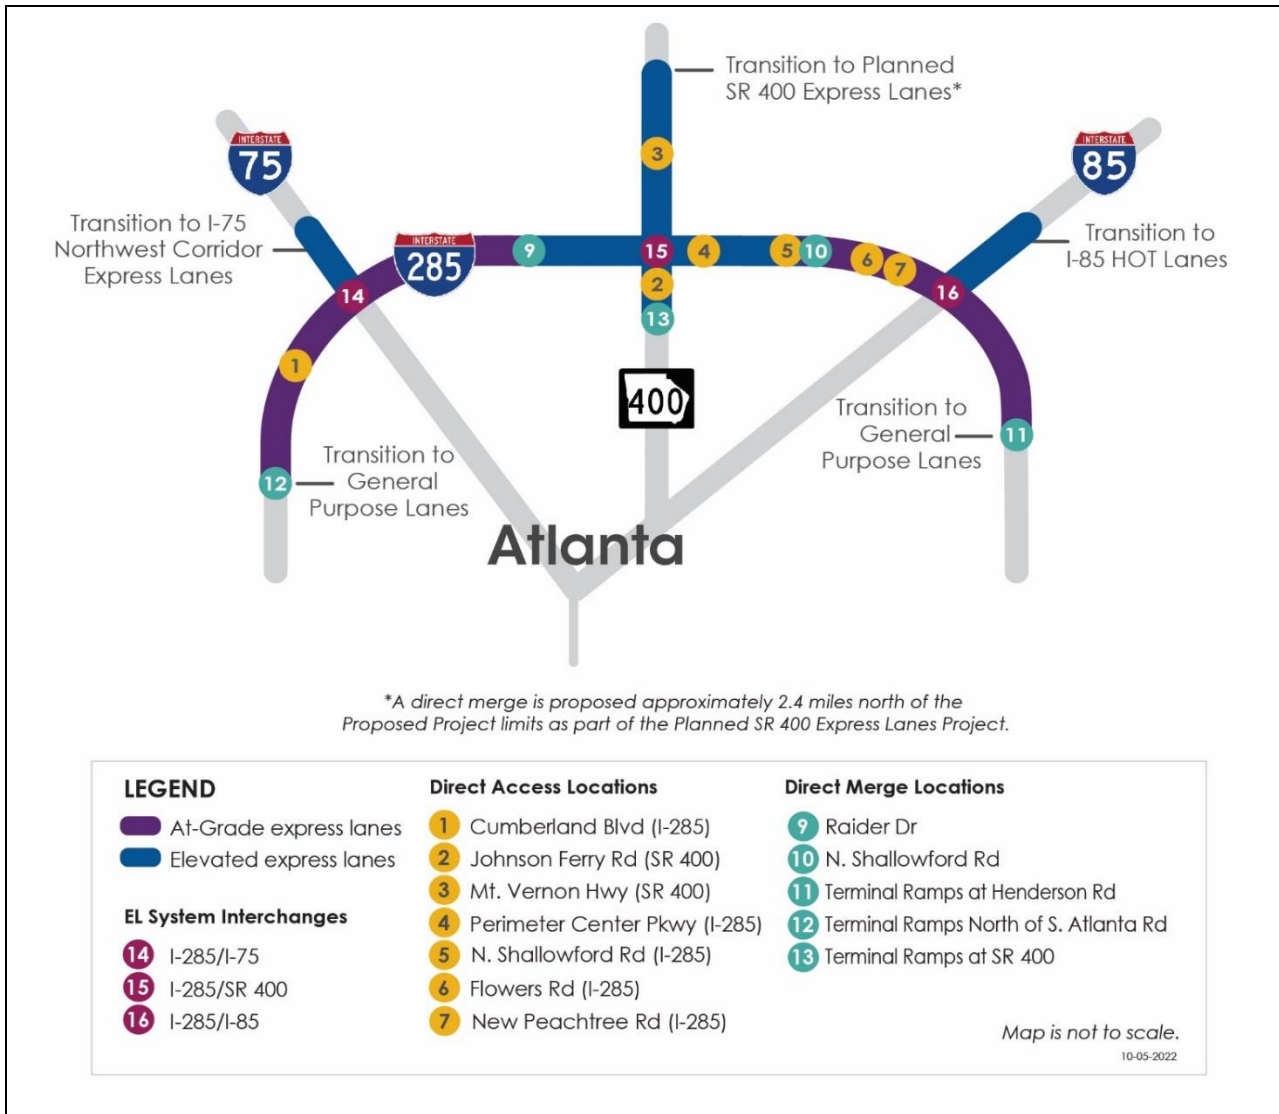 Transition to Planned
SR 400 Express Lanes*
INTERSTATE
75
INTERSTATE
85
3
Transition to I-75
Northwest Corridor
Express Lanes
INTERSTATE
285
9
15
4
5
10
6
7
Transition to
I-85 HOT Lanes
14
2
16
13
1
400
Transition to
General
Purpose Lanes
11
12
Transition to
General
Purpose Lanes
Atlanta
*A direct merge is proposed approximately 2.4 miles north of the
Proposed Project limits as part of the Planned SR 400 Express Lanes Project.
LEGEND
At-Grade express lanes
Elevated express lanes
EL System Interchanges
14 I-285/I-75
15 I-285/SR 400
16 I-285/I-85
Direct Access Locations
1 Cumberland Blvd (I-285)
2 Johnson Ferry Rd (SR 400)
3 Mt. Vernon Hwy (SR 400)
4 Perimeter Center Pkwy (I-285)
5 N. Shallowford Rd (I-285)
6 Flowers Rd (I-285)
7 New Peachtree Rd (I-285)
Direct Merge Locations
9 Raider Dr
10 N. Shallowford Rd
11 Terminal Ramps at Henderson Rd
12 Terminal Ramps North of S. Atlanta Rd
13 Terminal Ramps at SR 400
Map is not to scale.
10-05-2022